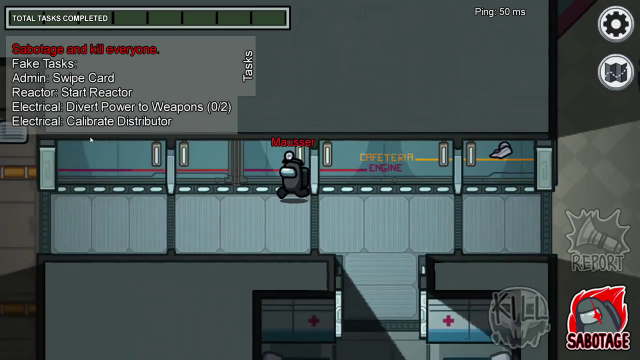 TOTAL TASKS COMPLETED
Ping: 50 ms
Sabotage and kill everyone.
Fake Tasks:
Admin: Swipe Card
Reactor: Start Reactor
Electrical: Divert Power to Weapons (0/2)
Electrical: Calibrate Distributor
Tasks
Mausser
CAFETERIA
ENGINE
REPORT
KILL
SABOTAGE